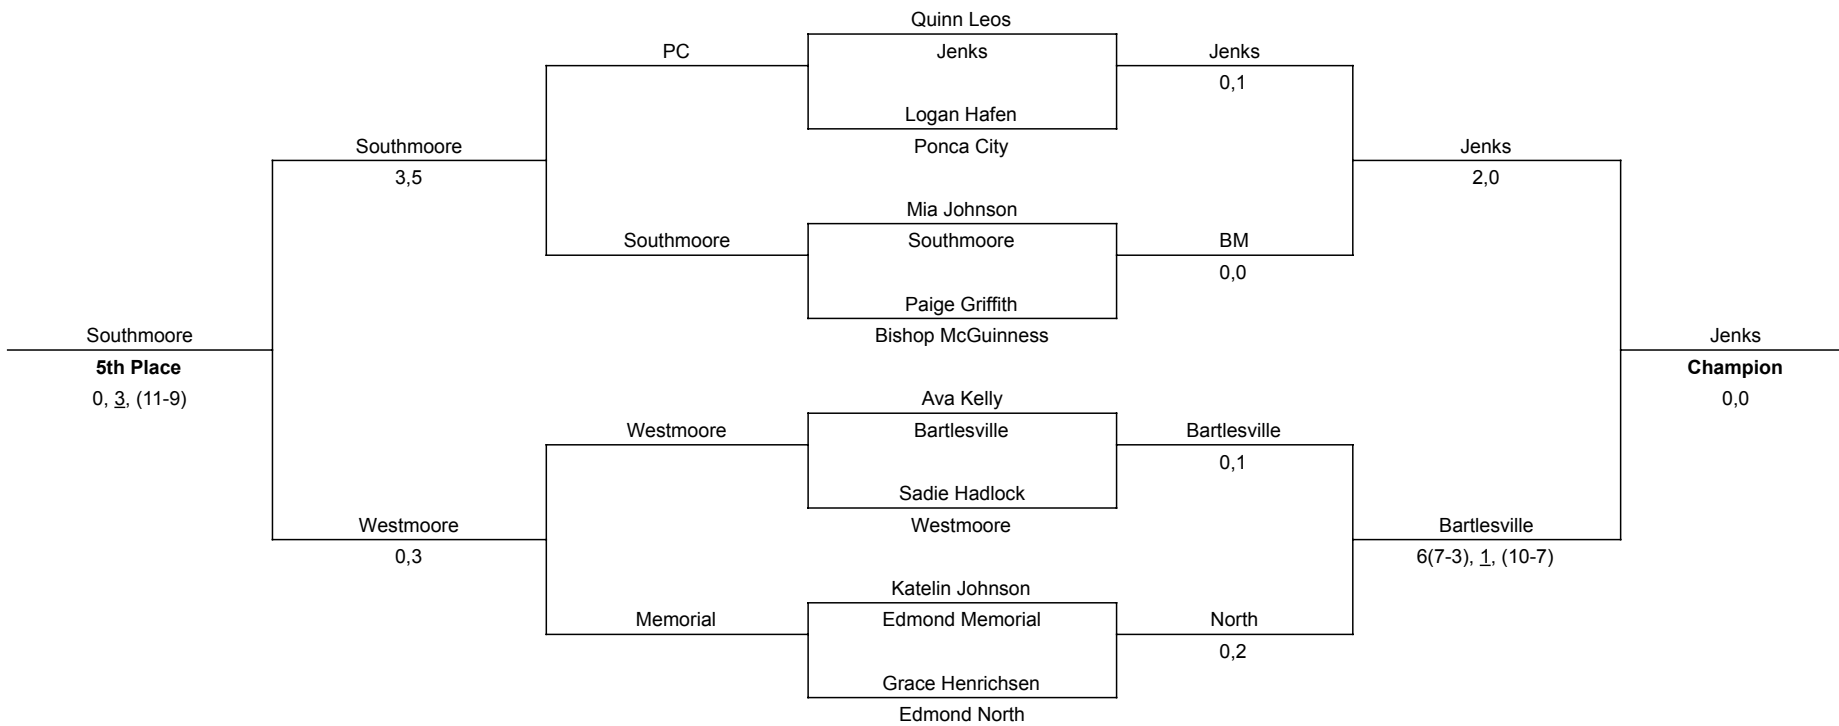 Quinn Leos
PC
Jenks
Jenks
0,1
Logan Hafen
Southmoore
Ponca City
Jenks
3,5
2,0
Mia Johnson
Southmoore
Southmoore
BM
0,0
Paige Griffith
Southmoore
Bishop McGuinness
Jenks
5th Place
Champion
0, 3, (11-9)
Ava Kelly
0,0
Westmoore
Bartlesville
Bartlesville
0,1
Sadie Hadlock
Westmoore
Westmoore
Bartlesville
0,3
6(7-3), 1, (10-7)
Katelin Johnson
Memorial
Edmond Memorial
North
0,2
Grace Henrichsen
Edmond North